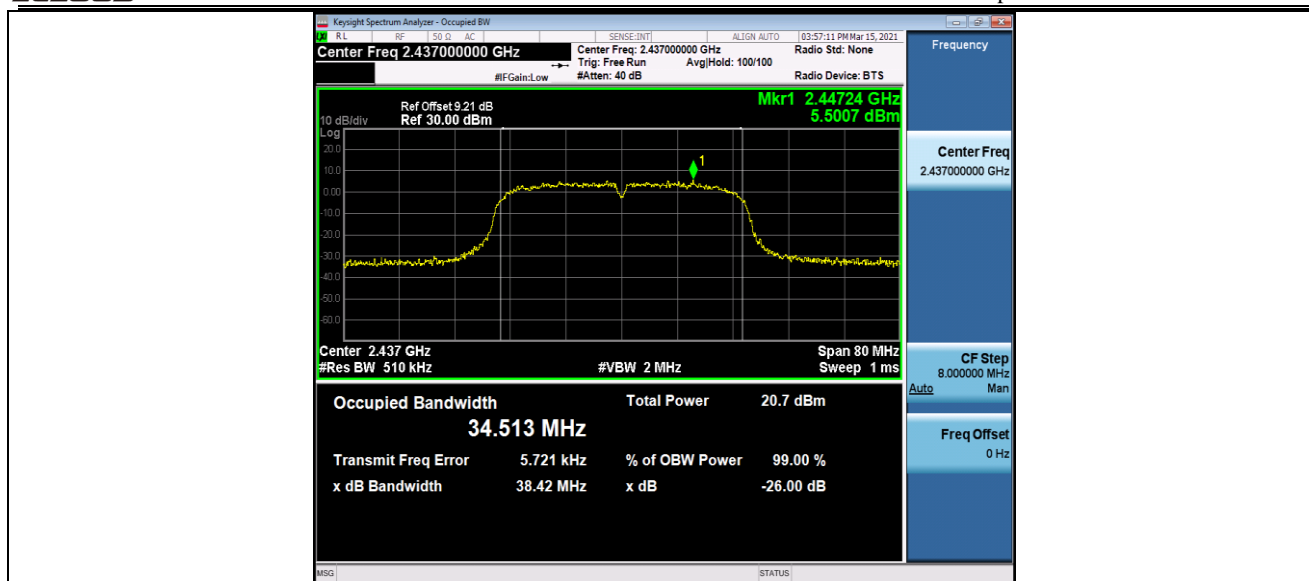 Keysight Spectrum Analyzer - Occupied BW
RL RF 50 Ω AC SENSE:INT ALIGN AUTO 03:57:11 PM Mar 15, 2021
Center Freq 2.437000000 GHz
Center Freq: 2.437000000 GHz Radio Std: None
Trig: Free Run Avg|Hold: 100/100
#IFGain:Low #Atten: 40 dB Radio Device: BTS
Frequency
Mkr1 2.44724 GHz
5.5007 dBm
Ref Offset 9.21 dB
10 dB/div Ref 30.00 dBm
Log
20.0
10.0
0.00
-10.0
-20.0
-30.0
-40.0
-50.0
-60.0
1
Center 2.437 GHz Span 80 MHz
#Res BW 510 kHz #VBW 2 MHz Sweep 1 ms
Occupied Bandwidth Total Power 20.7 dBm
34.513 MHz
Transmit Freq Error 5.721 kHz % of OBW Power 99.00 %
x dB Bandwidth 38.42 MHz x dB -26.00 dB
Center Freq
2.437000000 GHz
CF Step
8.000000 MHz
Auto Man
Freq Offset
0 Hz
MSG STATUS